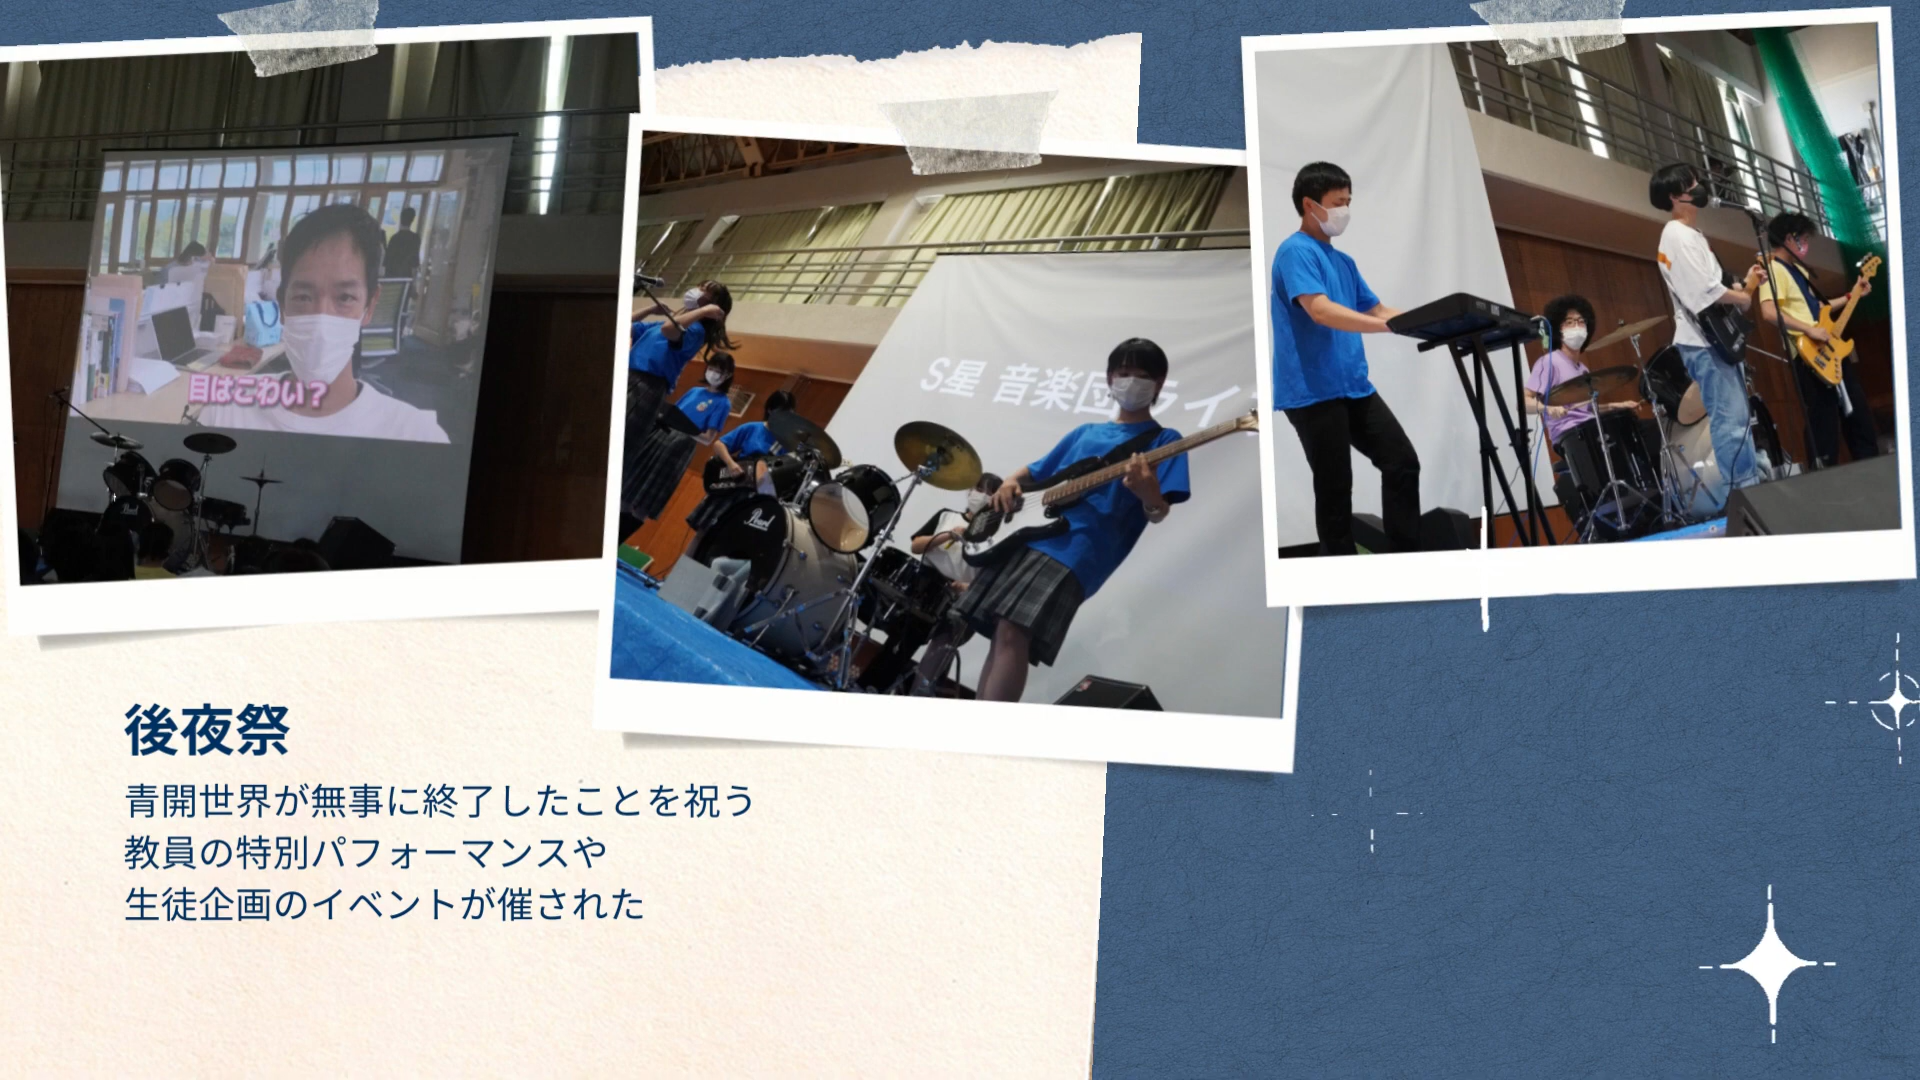 目はこわい?
S星 音楽団ライ
Pearl
Pearl
後夜祭
青開世界が無事に終了したことを祝う
教員の特別パフォーマンスや
生徒企画のイベントが催された